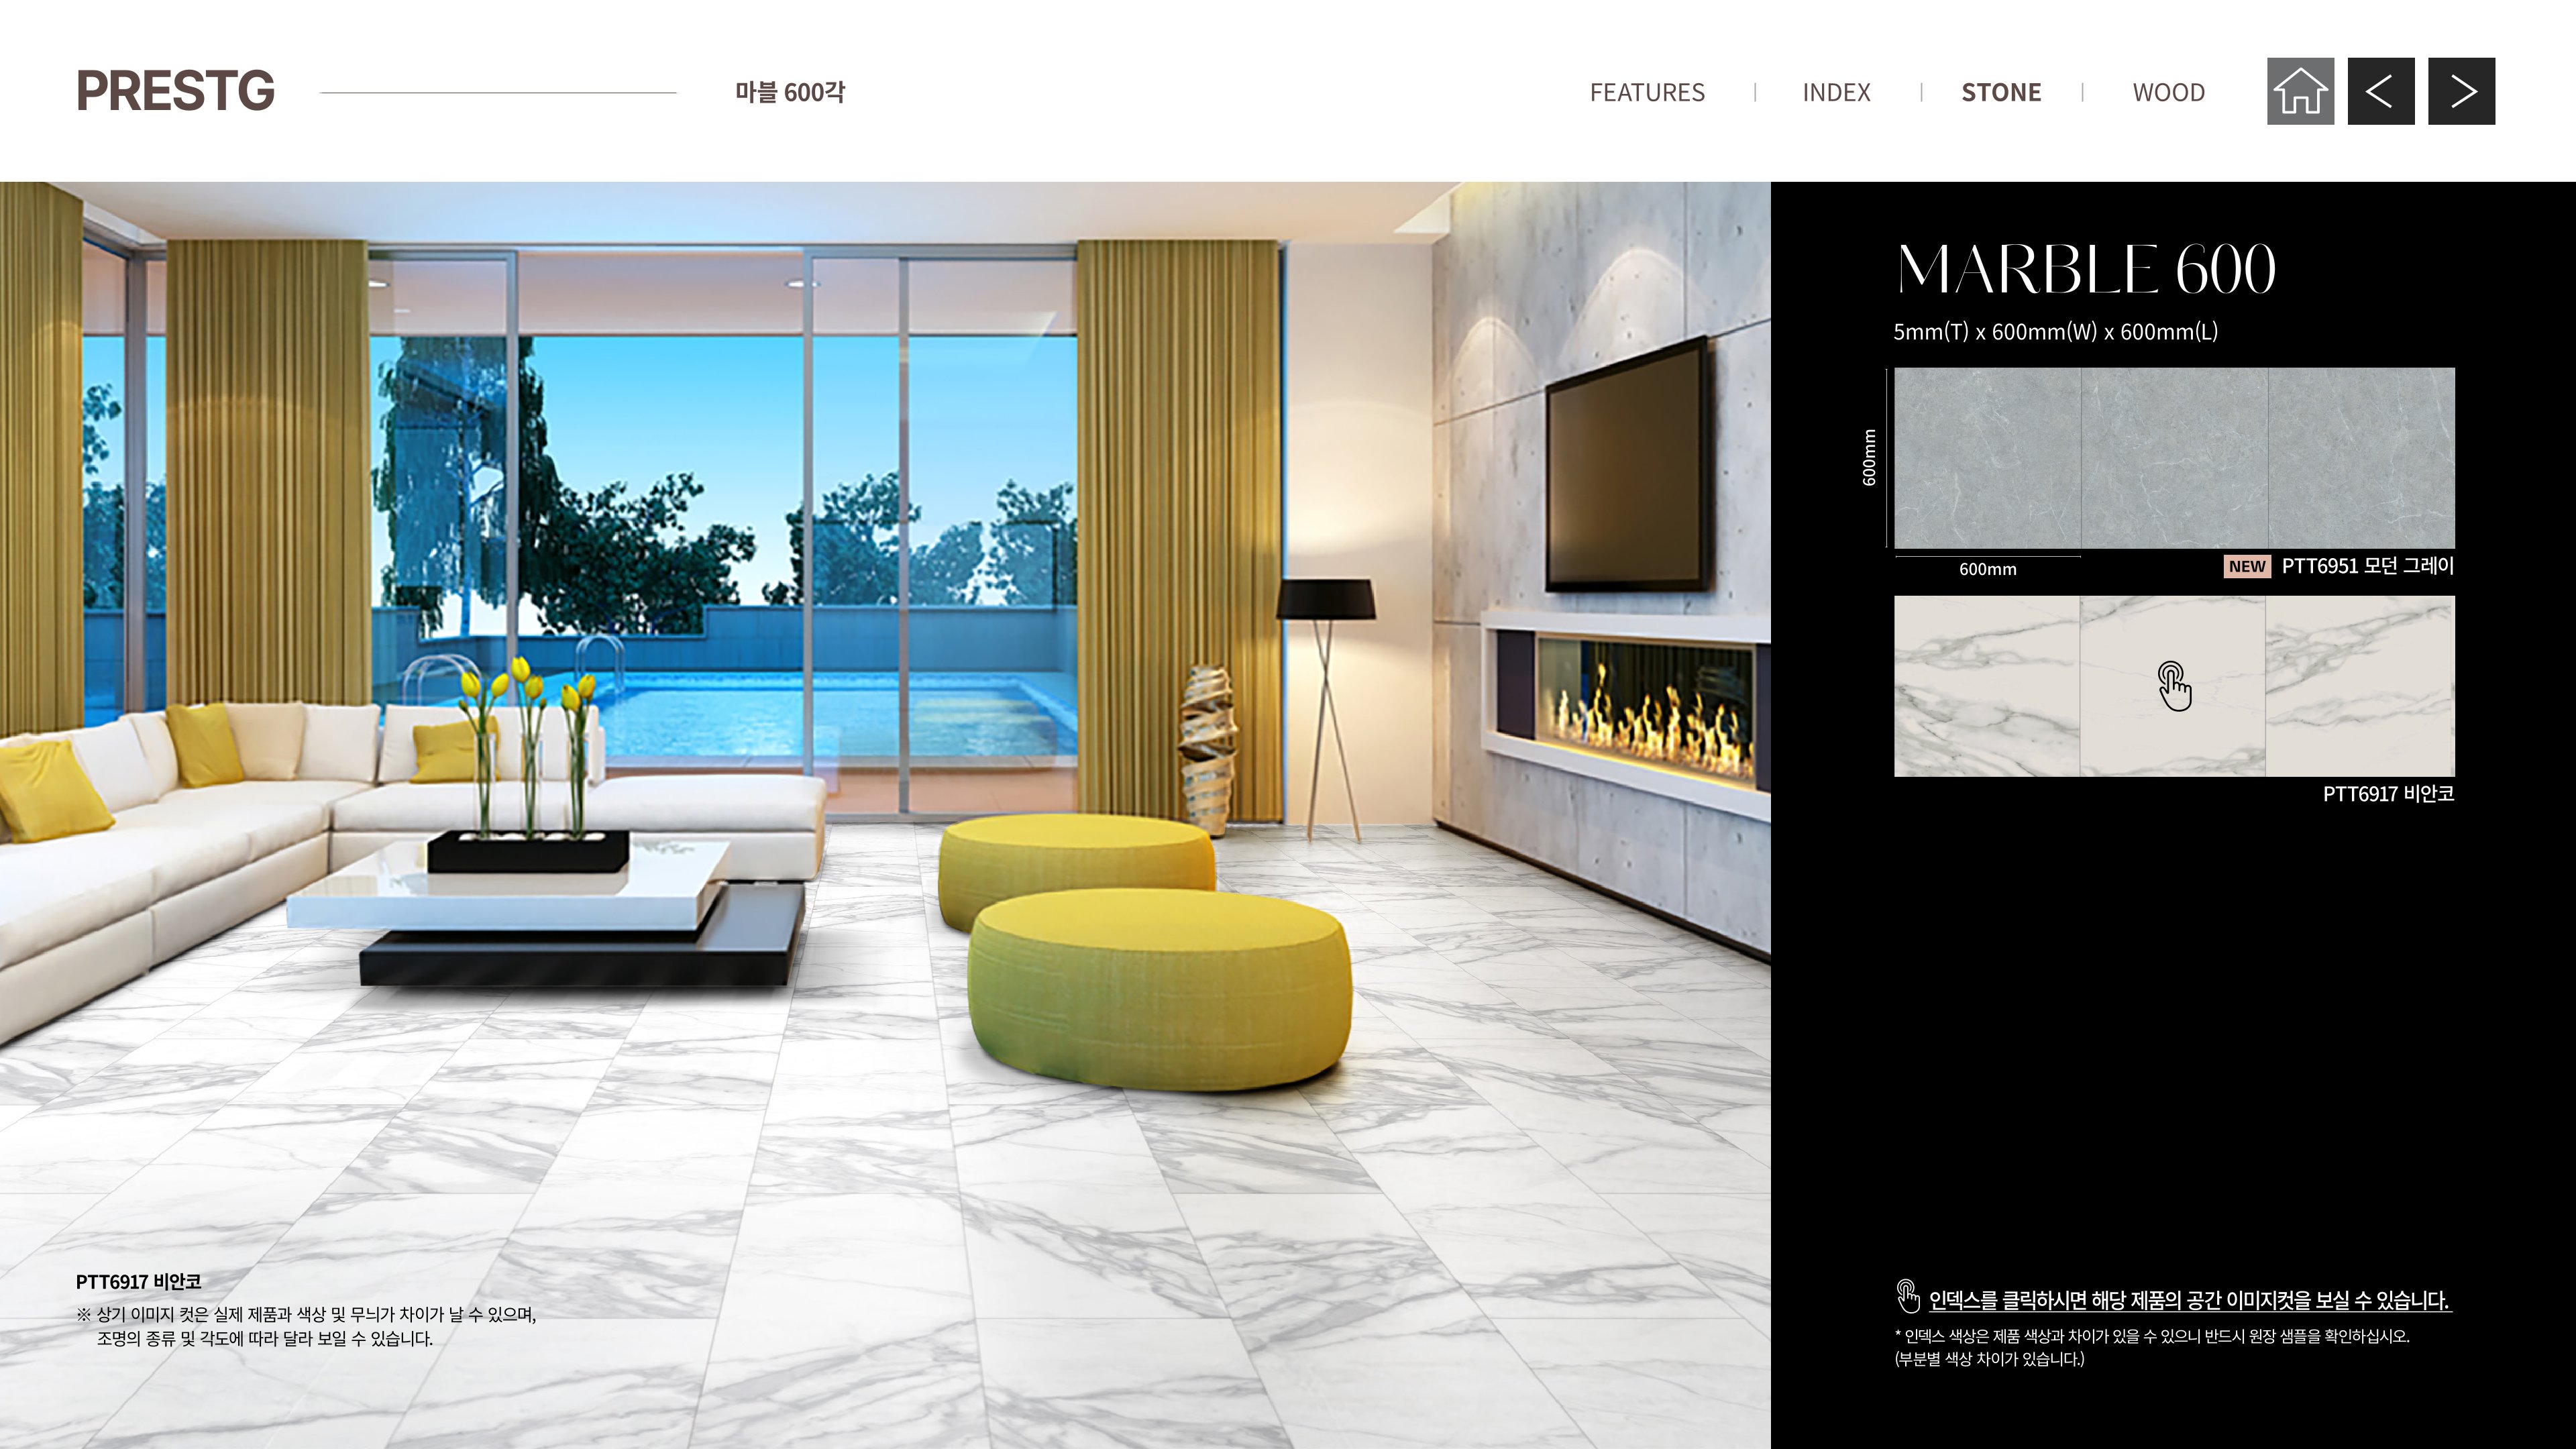 PRESTG
마블 600각
FEATURES | INDEX | STONE | WOOD
MARBLE 600
5mm(T) x 600mm(W) x 600mm(L)
600mm
600mm
NEW PTT6951 모던 그레이
PTT6917 비안코
PTT6917 비안코
※ 상기 이미지 컷은 실제 제품과 색상 및 무늬가 차이가 날 수 있으며,
조명의 종류 및 각도에 따라 달라 보일 수 있습니다.
인덱스를 클릭하시면 해당 제품의 공간 이미지컷을 보실 수 있습니다.
* 인덱스 색상은 제품 색상과 차이가 있을 수 있으니 반드시 원장 샘플을 확인하십시오.
(부분별 색상 차이가 있습니다.)